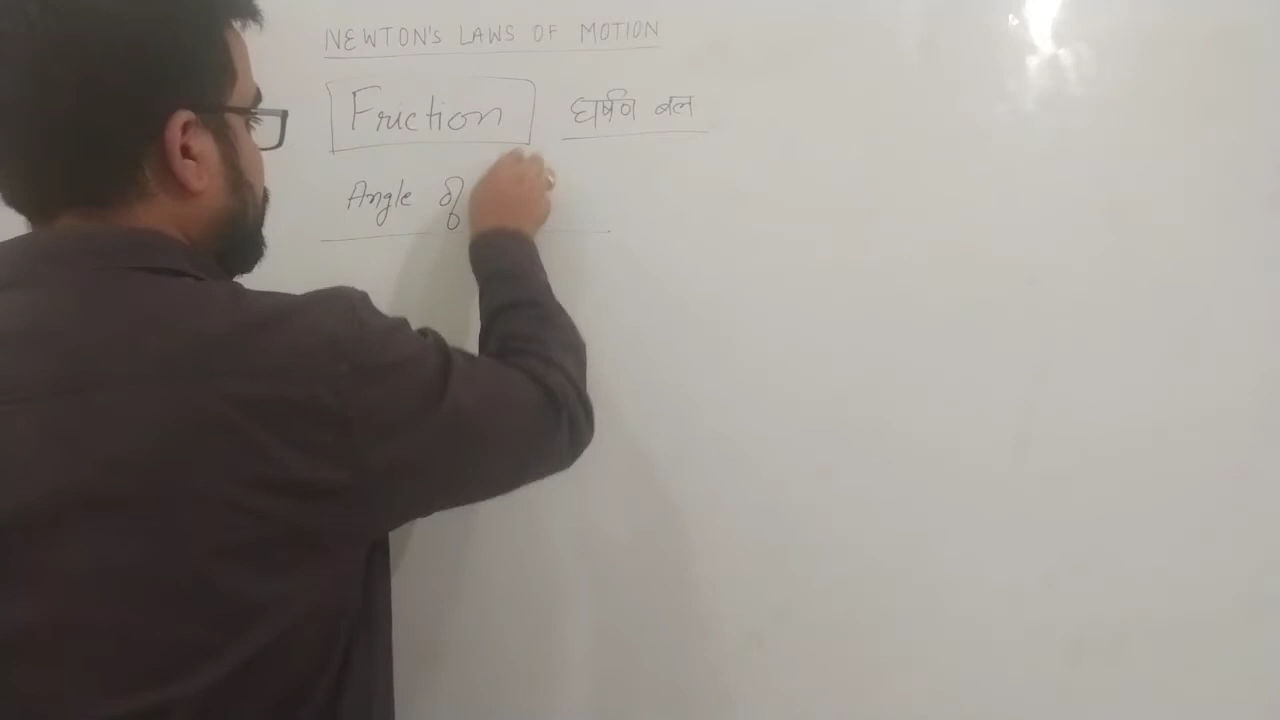 NEWTON's LAWS OF MOTION
Friction घर्षण बल
Angle of